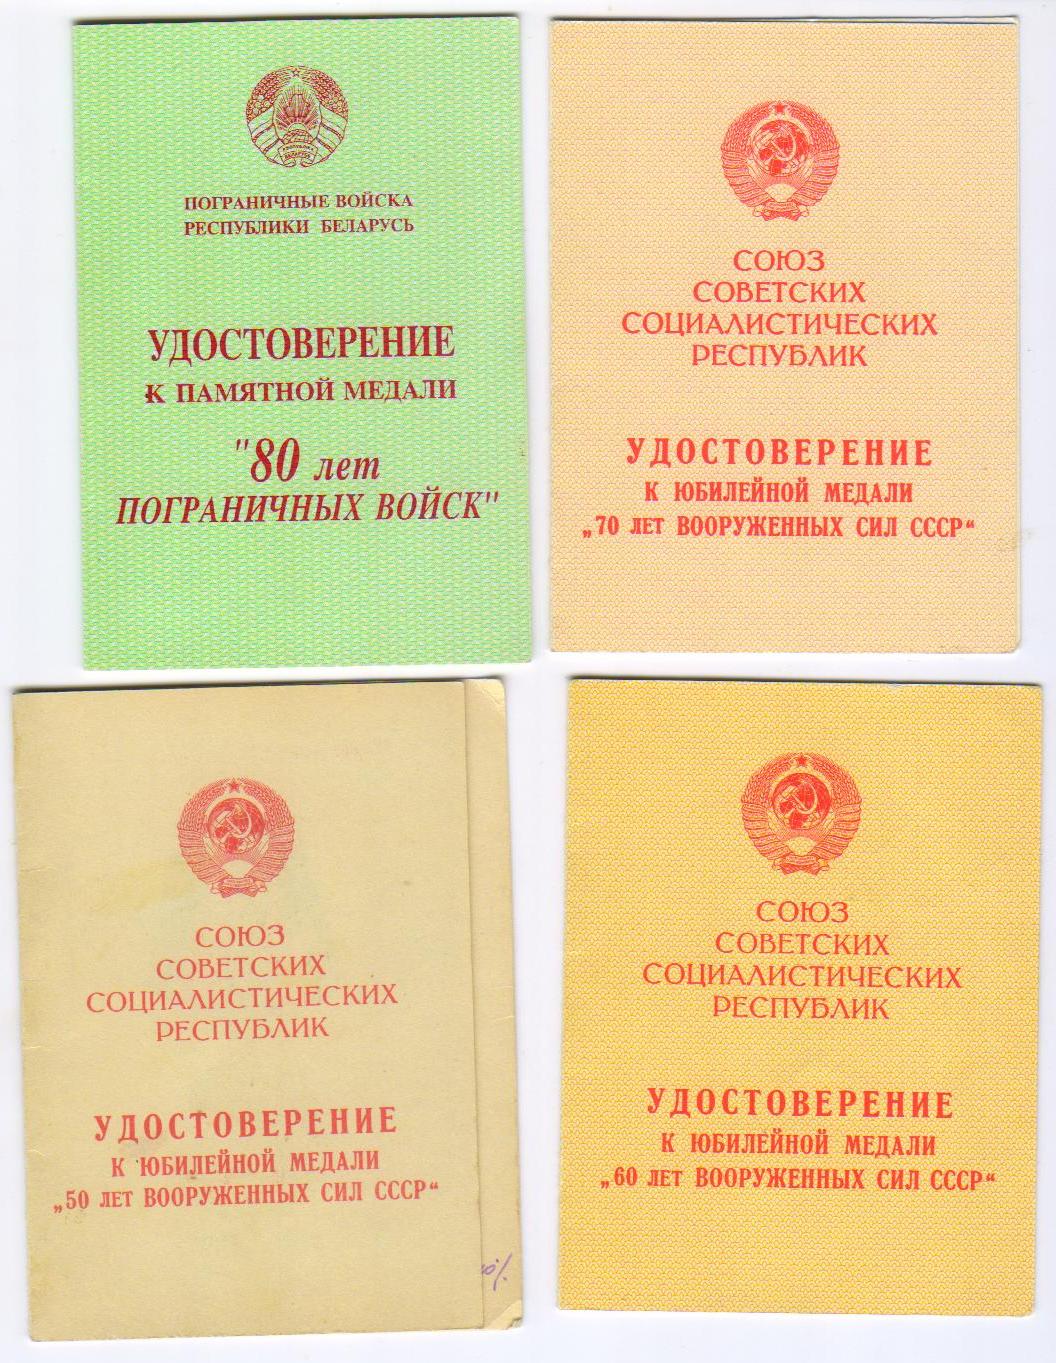 ПОГРАНИЧНЫЕ ВОЙСКА
РЕСПУБЛИКИ БЕЛАРУСЬ
УДОСТОВЕРЕНИЕ
К ПАМЯТНОЙ МЕДАЛИ
"80 лет
ПОГРАНИЧНЫХ ВОЙСК"
СОЮЗ
СОВЕТСКИХ
СОЦИАЛИСТИЧЕСКИХ
РЕСПУБЛИК
УДОСТОВЕРЕНИЕ
К ЮБИЛЕЙНОЙ МЕДАЛИ
„70 ЛЕТ ВООРУЖЕННЫХ СИЛ СССР“
СОЮЗ
СОВЕТСКИХ
СОЦИАЛИСТИЧЕСКИХ
РЕСПУБЛИК
УДОСТОВЕРЕНИЕ
К ЮБИЛЕЙНОЙ МЕДАЛИ
„50 ЛЕТ ВООРУЖЕННЫХ СИЛ СССР“
СОЮЗ
СОВЕТСКИХ
СОЦИАЛИСТИЧЕСКИХ
РЕСПУБЛИК
УДОСТОВЕРЕНИЕ
К ЮБИЛЕЙНОЙ МЕДАЛИ
„60 ЛЕТ ВООРУЖЕННЫХ СИЛ СССР“